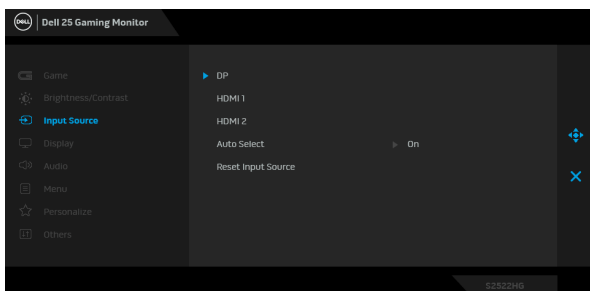 DELL Dell 25 Gaming Monitor
Game
DP
Brightness/Contrast
HDMI 1
Input Source
HDMI 2
Display
Auto Select On
Audio
Reset Input Source
Menu
Personalize
Others
S2522HG